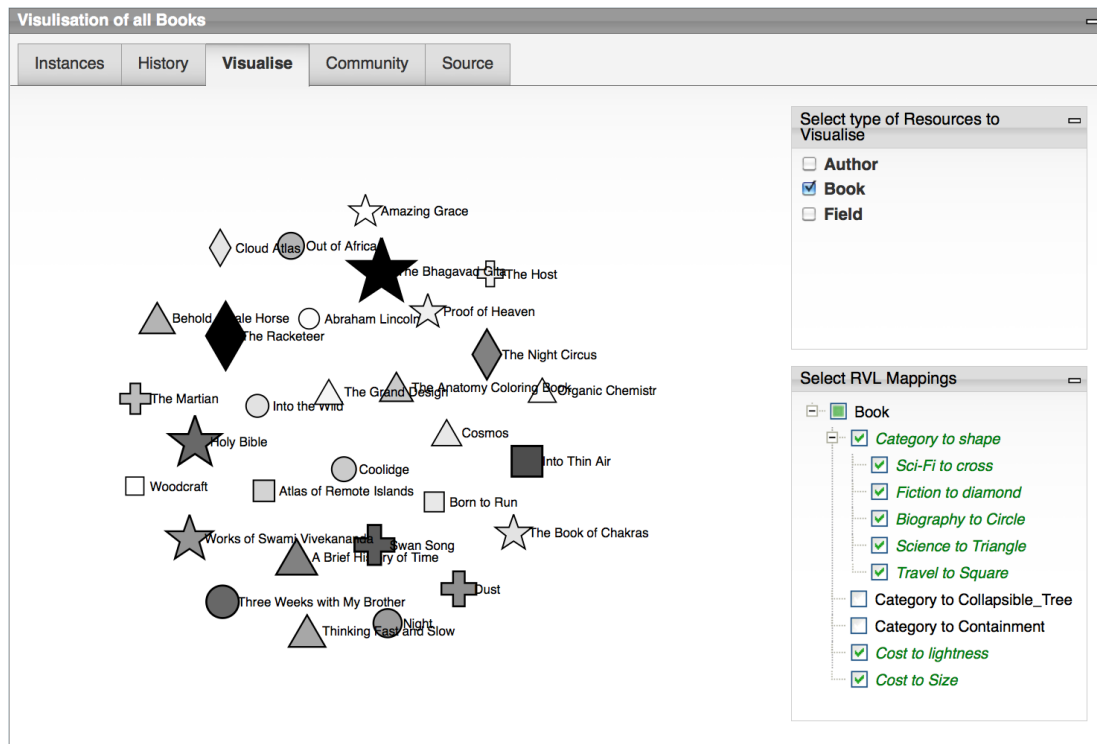 Visulisation of all Books
Instances
History
Visualise
Community
Source
Select type of Resources to
Visualise
Author
Book
Field
Select RVL Mappings
Book
Category to shape
Sci-Fi to cross
Fiction to diamond
Biography to Circle
Science to Triangle
Travel to Square
Category to Collapsible_Tree
Category to Containment
Cost to lightness
Cost to Size
Amazing Grace
Cloud Atlas
Out of Africa
The Bhagavad Gita
The Host
Behold ale Horse
Abraham Lincoln
Proof of Heaven
The Racketeer
The Night Circus
The Martian
Into the Wild
The Grand Design
The Anatomy Coloring Book
Organic Chemistr
Holy Bible
Cosmos
Coolidge
Into Thin Air
Woodcraft
Atlas of Remote Islands
Born to Run
Works of Swami Vivekananda
Swan Song
The Book of Chakras
A Brief History of Time
Three Weeks with My Brother
Dust
Thinking Fast and Slow
Night